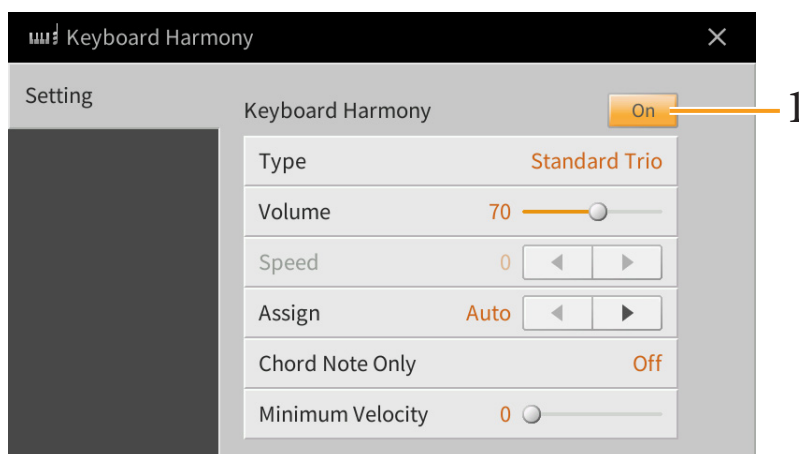 Keyboard Harmony
Setting
Keyboard Harmony On 1
Type Standard Trio
Volume 70
Speed 0
Assign Auto
Chord Note Only Off
Minimum Velocity 0